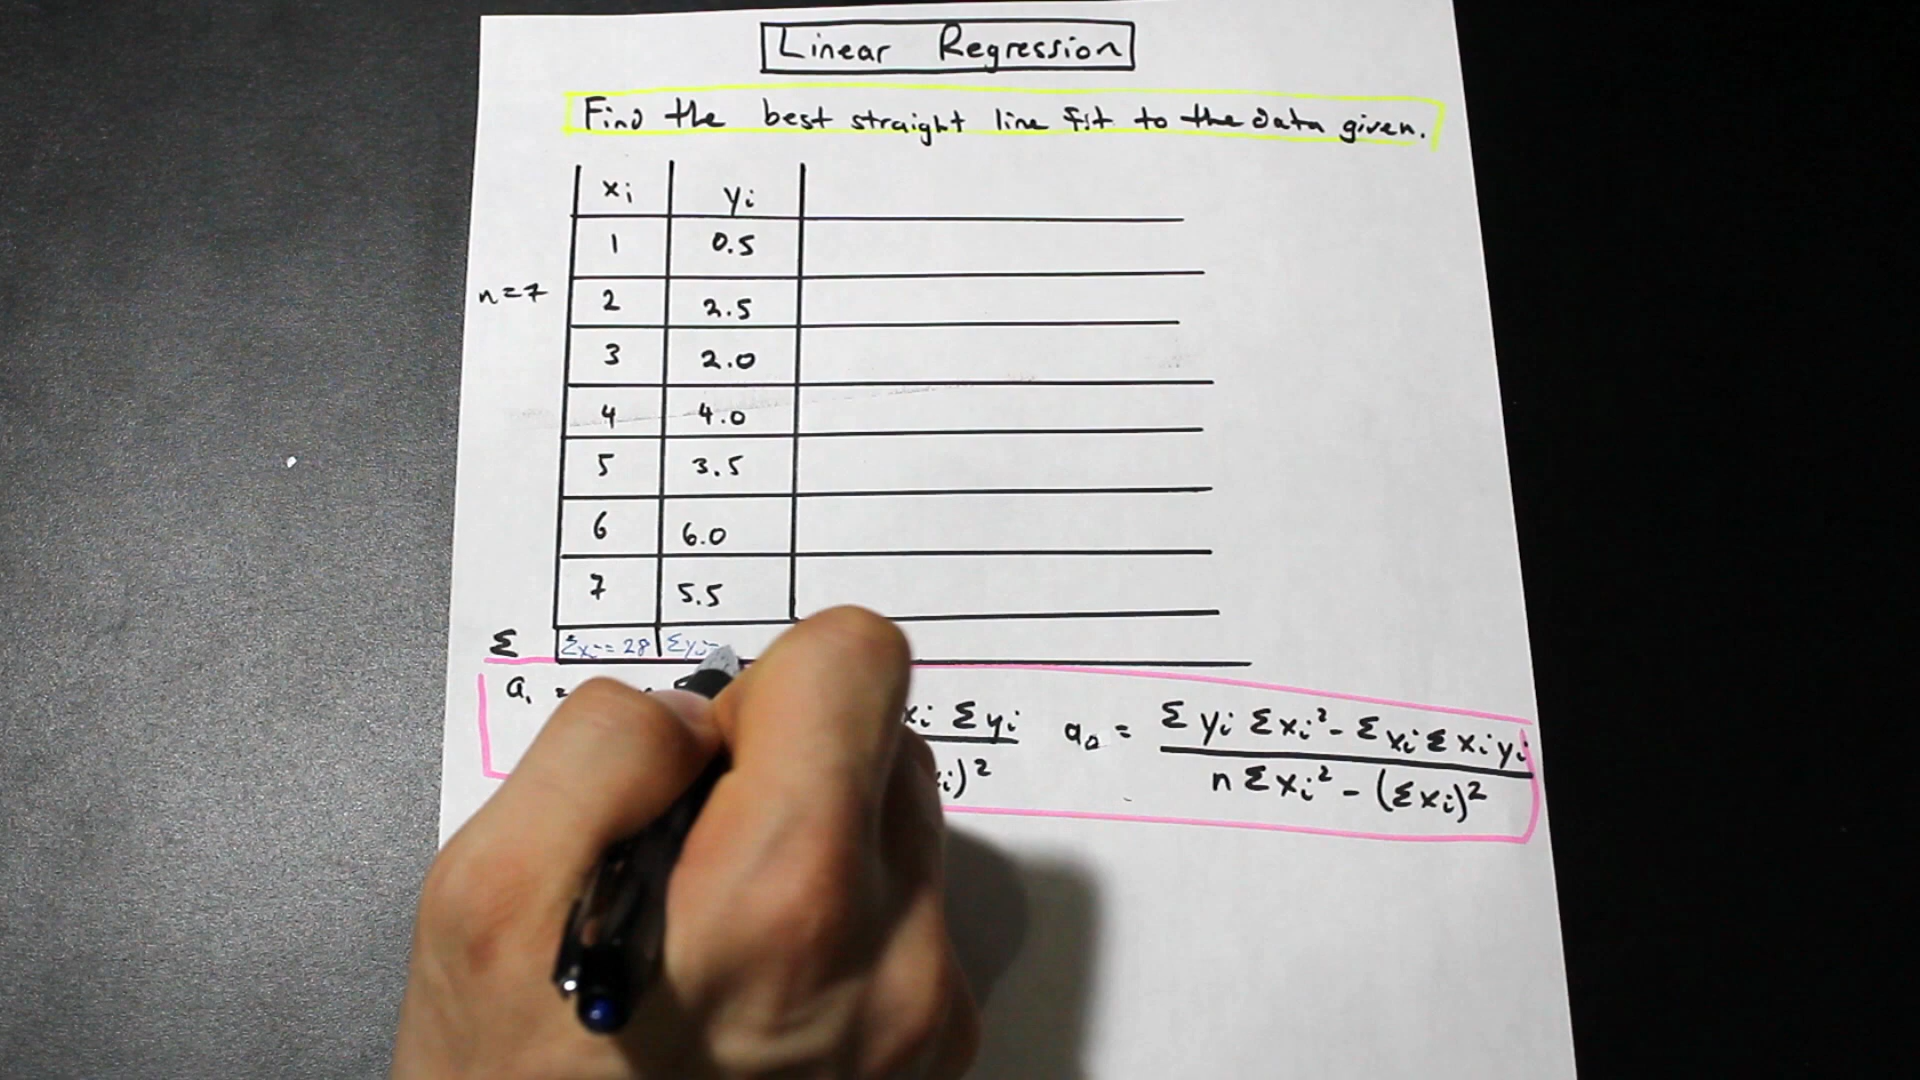 Linear Regression
Find the best straight line fit to the data given.
xi yi
1 0.5
n=7 2 2.5
3 2.0
4 4.0
5 3.5
6 6.0
7 5.5
Σ Σxi = 28 Σyi=
a₁ = xi Σyi a₀ = Σyi Σxi² - Σxi Σxiyi
i)² nΣxi² - (Σxi)²